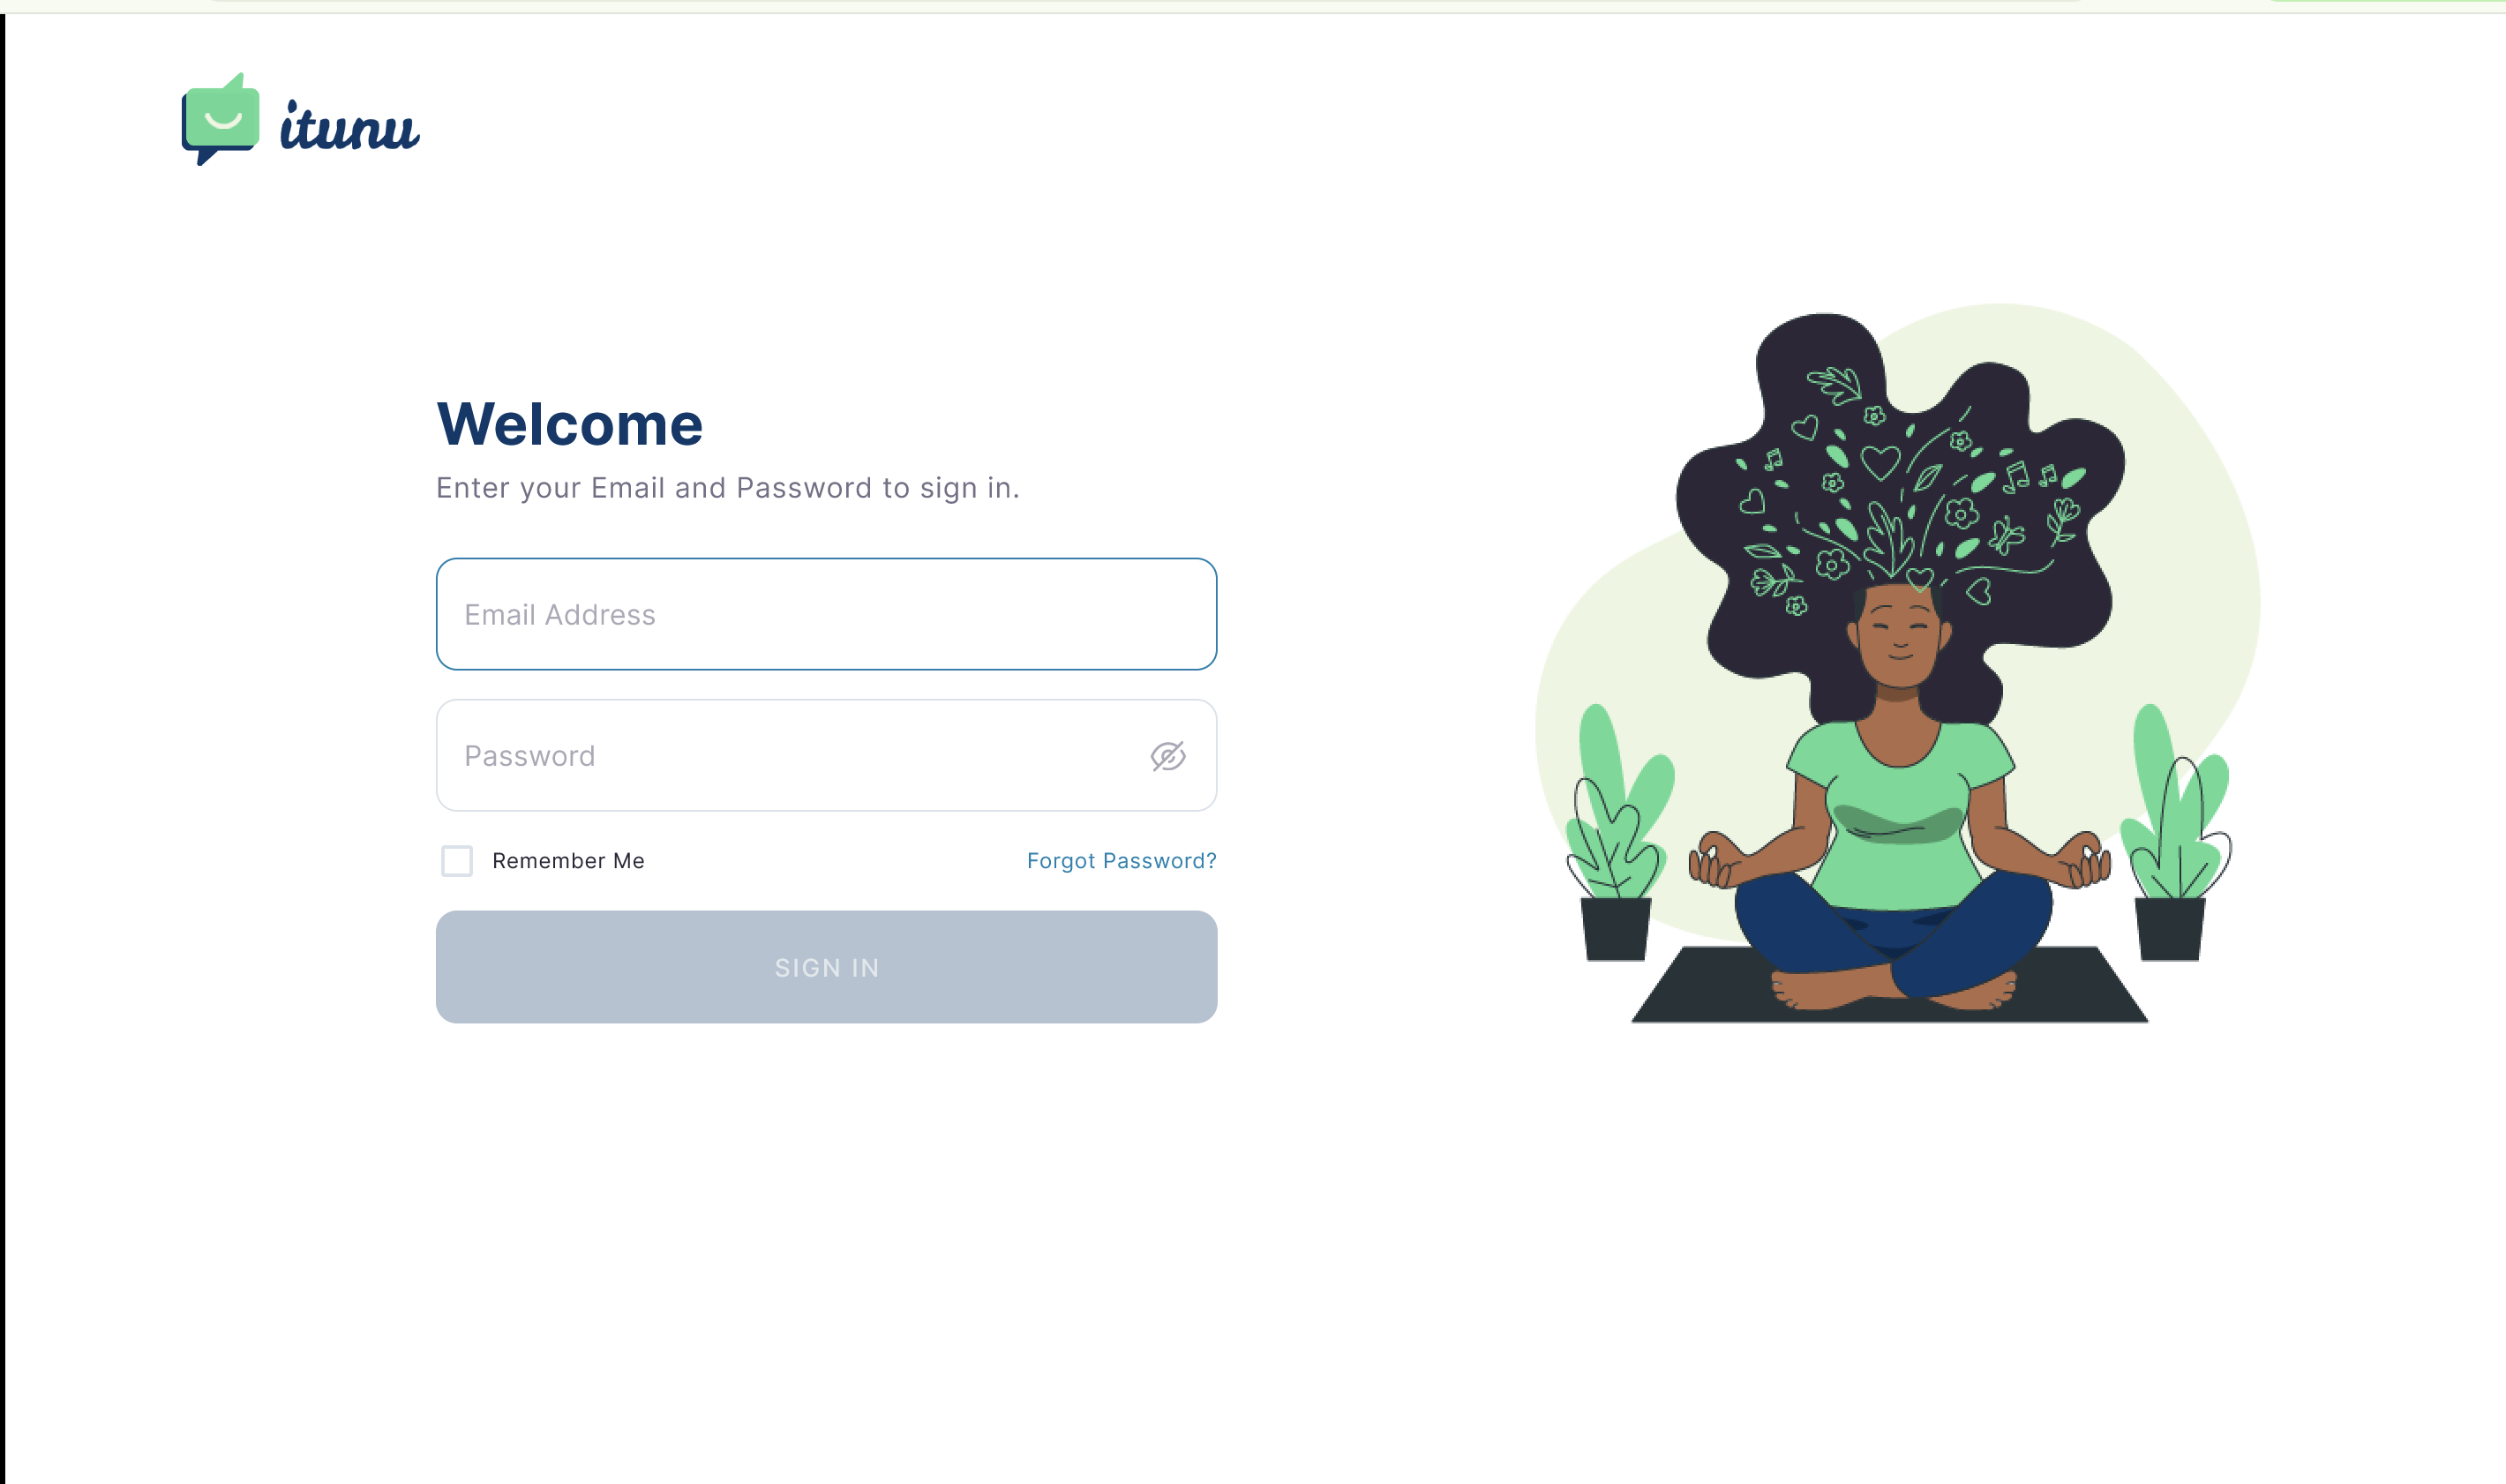 itunu
Welcome
Enter your Email and Password to sign in.
Email Address
Password
Remember Me
Forgot Password?
SIGN IN